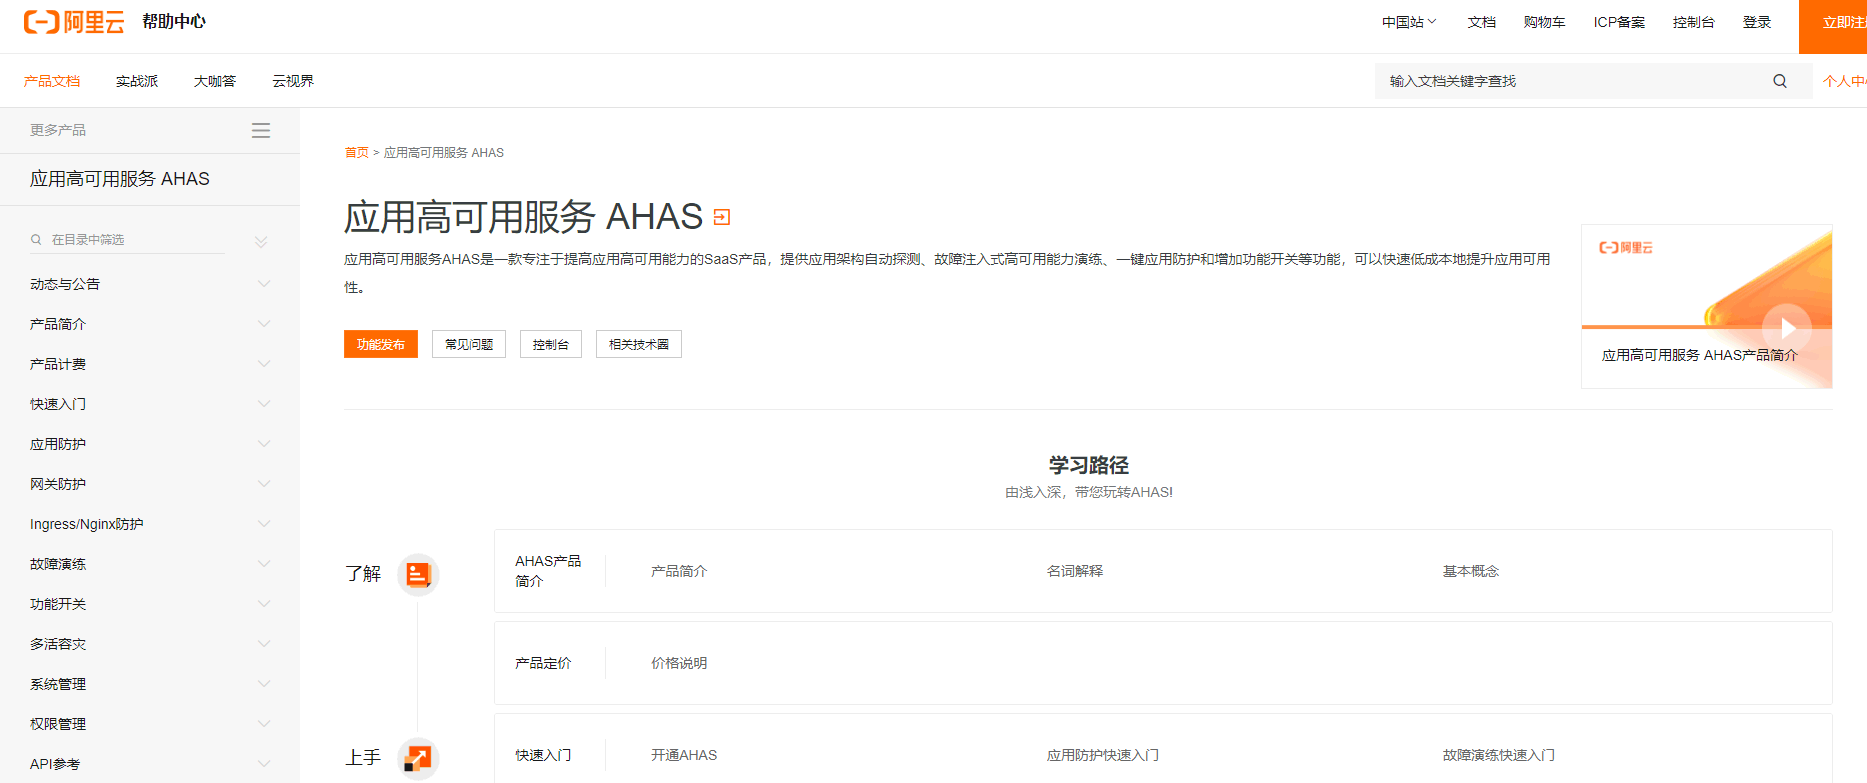 阿里云 帮助中心
中国站 文档 购物车 ICP备案 控制台 登录 立即注
产品文档 实战派 大咖答 云视界
输入文档关键字查找
个人中
更多产品
应用高可用服务 AHAS
在目录中筛选
动态与公告
产品简介
产品计费
快速入门
应用防护
网关防护
Ingress/Nginx防护
故障演练
功能开关
多活容灾
系统管理
权限管理
API参考
首页 > 应用高可用服务 AHAS
应用高可用服务 AHAS
应用高可用服务AHAS是一款专注于提高应用高可用能力的SaaS产品，提供应用架构自动探测、故障注入式高可用能力演练、一键应用防护和增加功能开关等功能，可以快速低成本地提升应用可用
性。
功能发布 常见问题 控制台 相关技术圈
阿里云
应用高可用服务 AHAS产品简介
学习路径
由浅入深，带您玩转AHAS!
了解
AHAS产品
简介
产品简介 名词解释 基本概念
产品定价 价格说明
上手
快速入门 开通AHAS 应用防护快速入门 故障演练快速入门